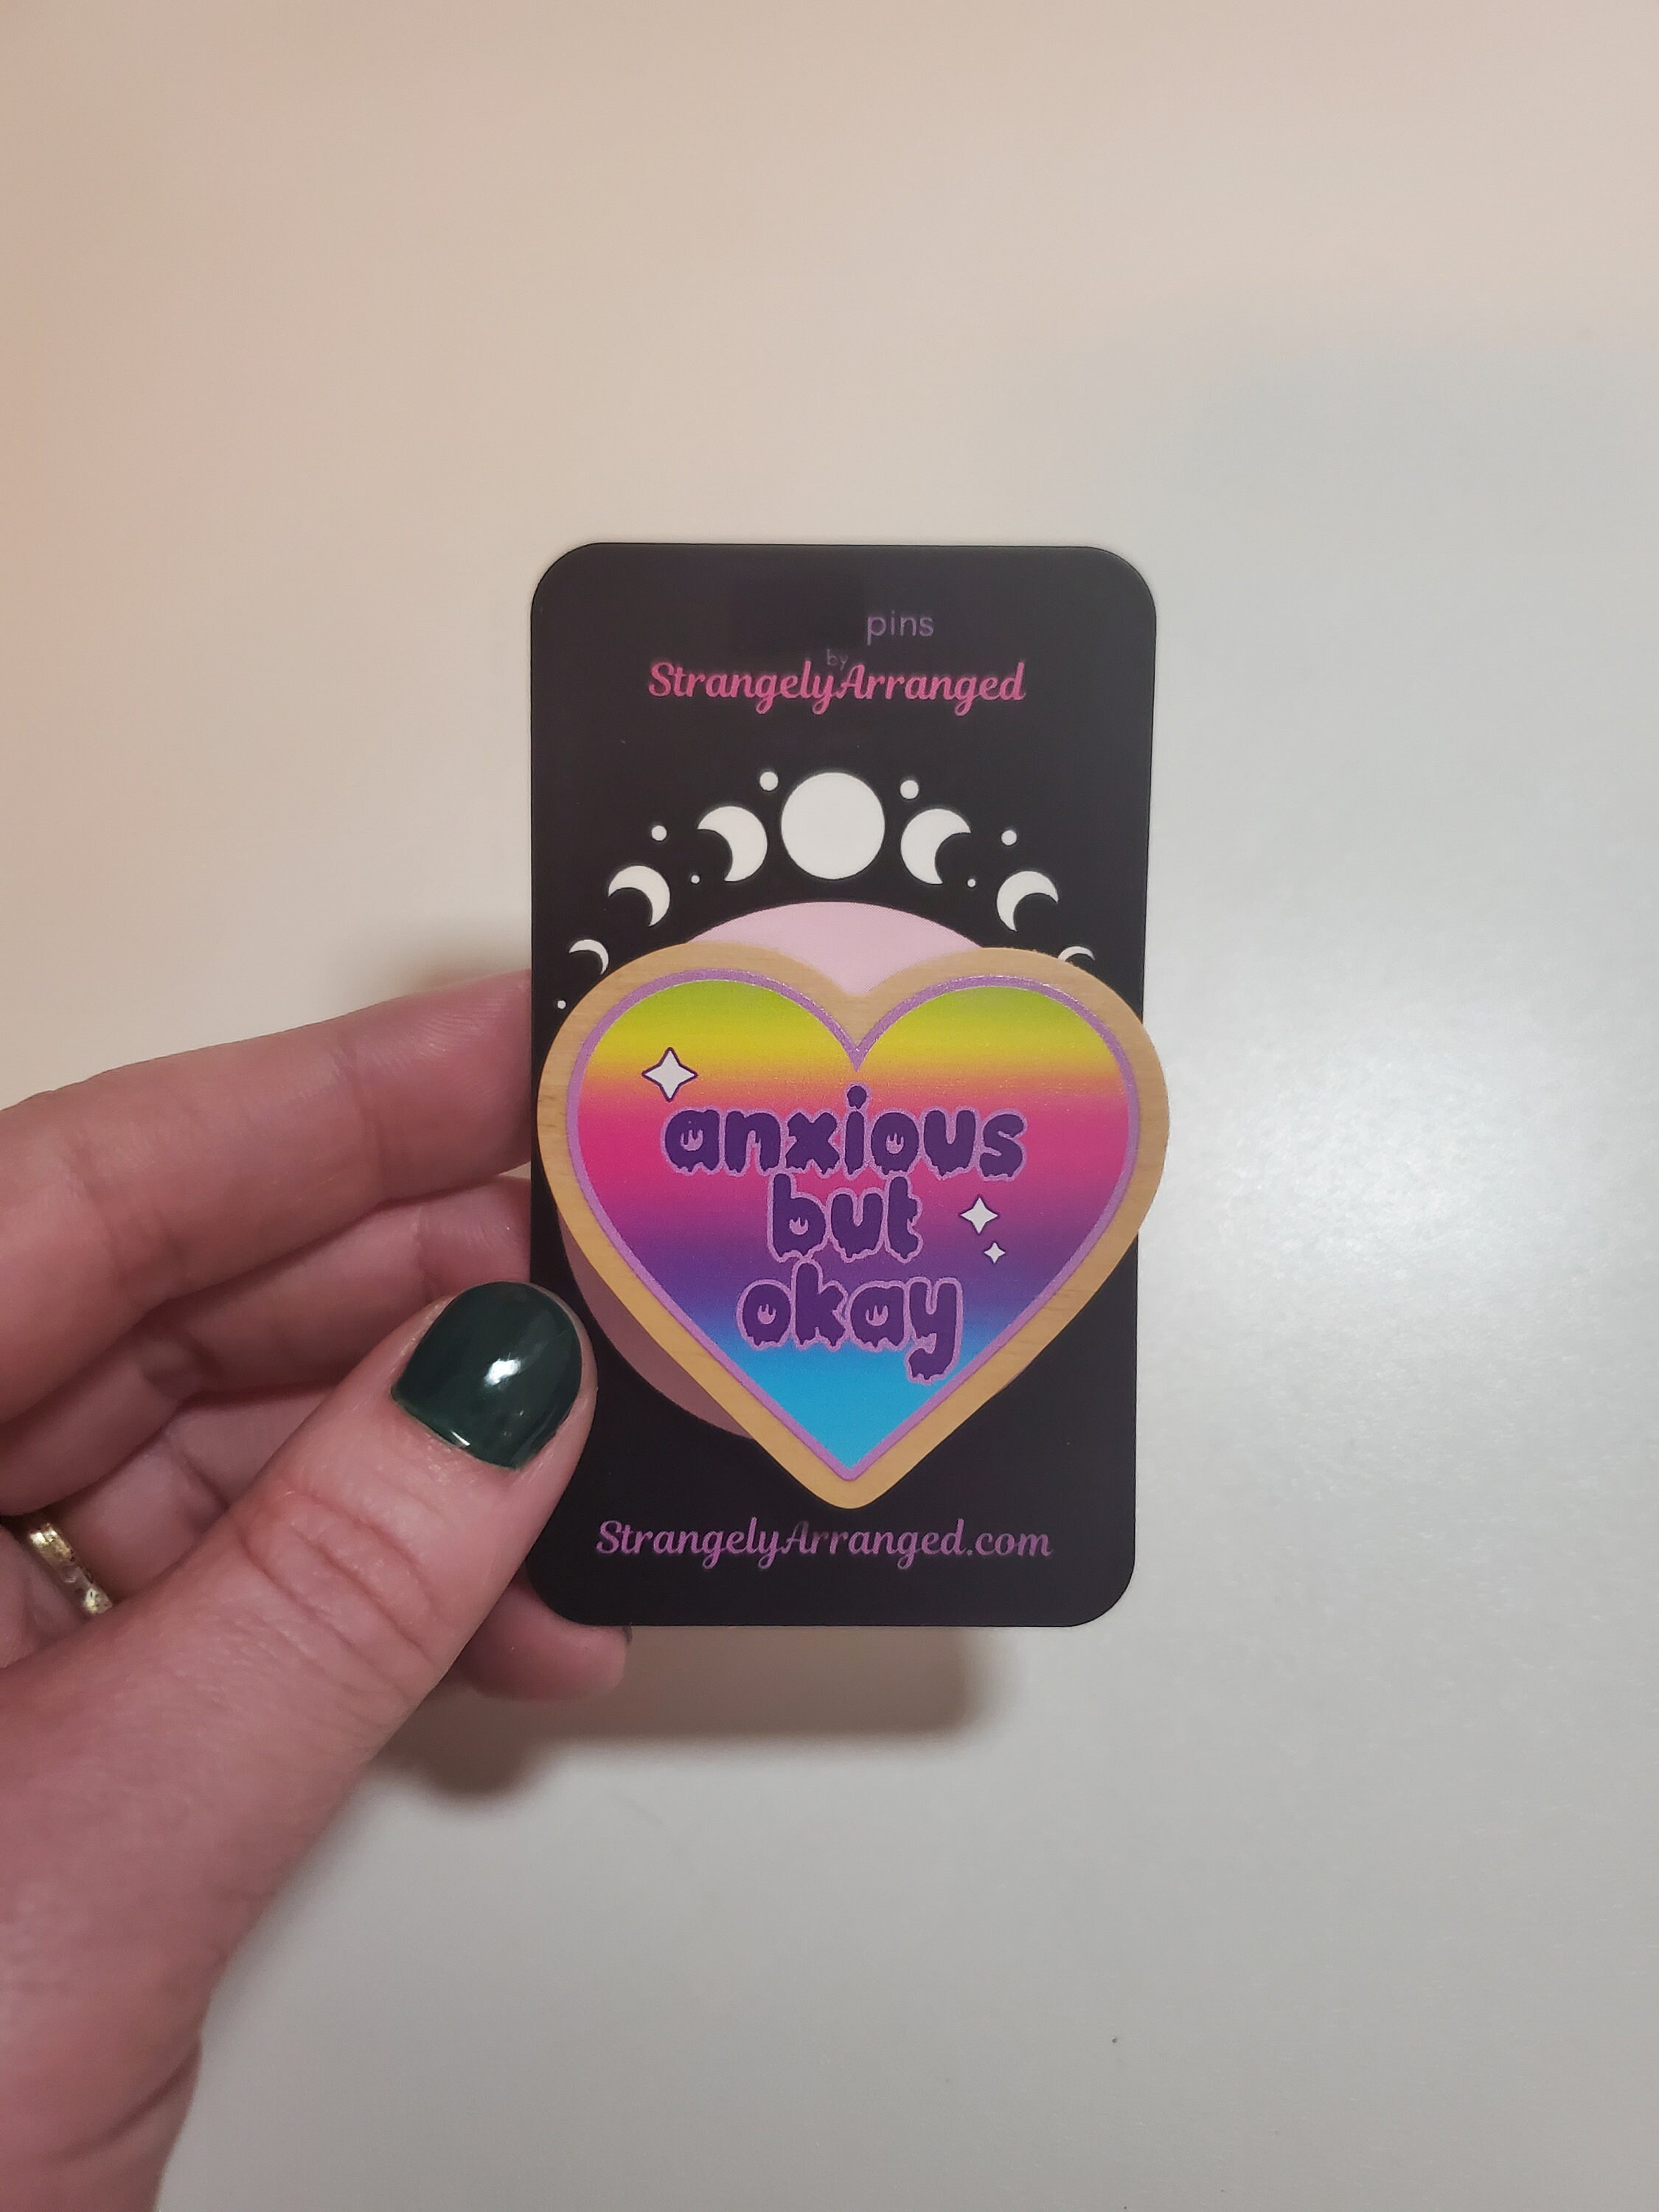 pins
by
StrangelyArranged
anxious
but
okay
StrangelyArranged.com